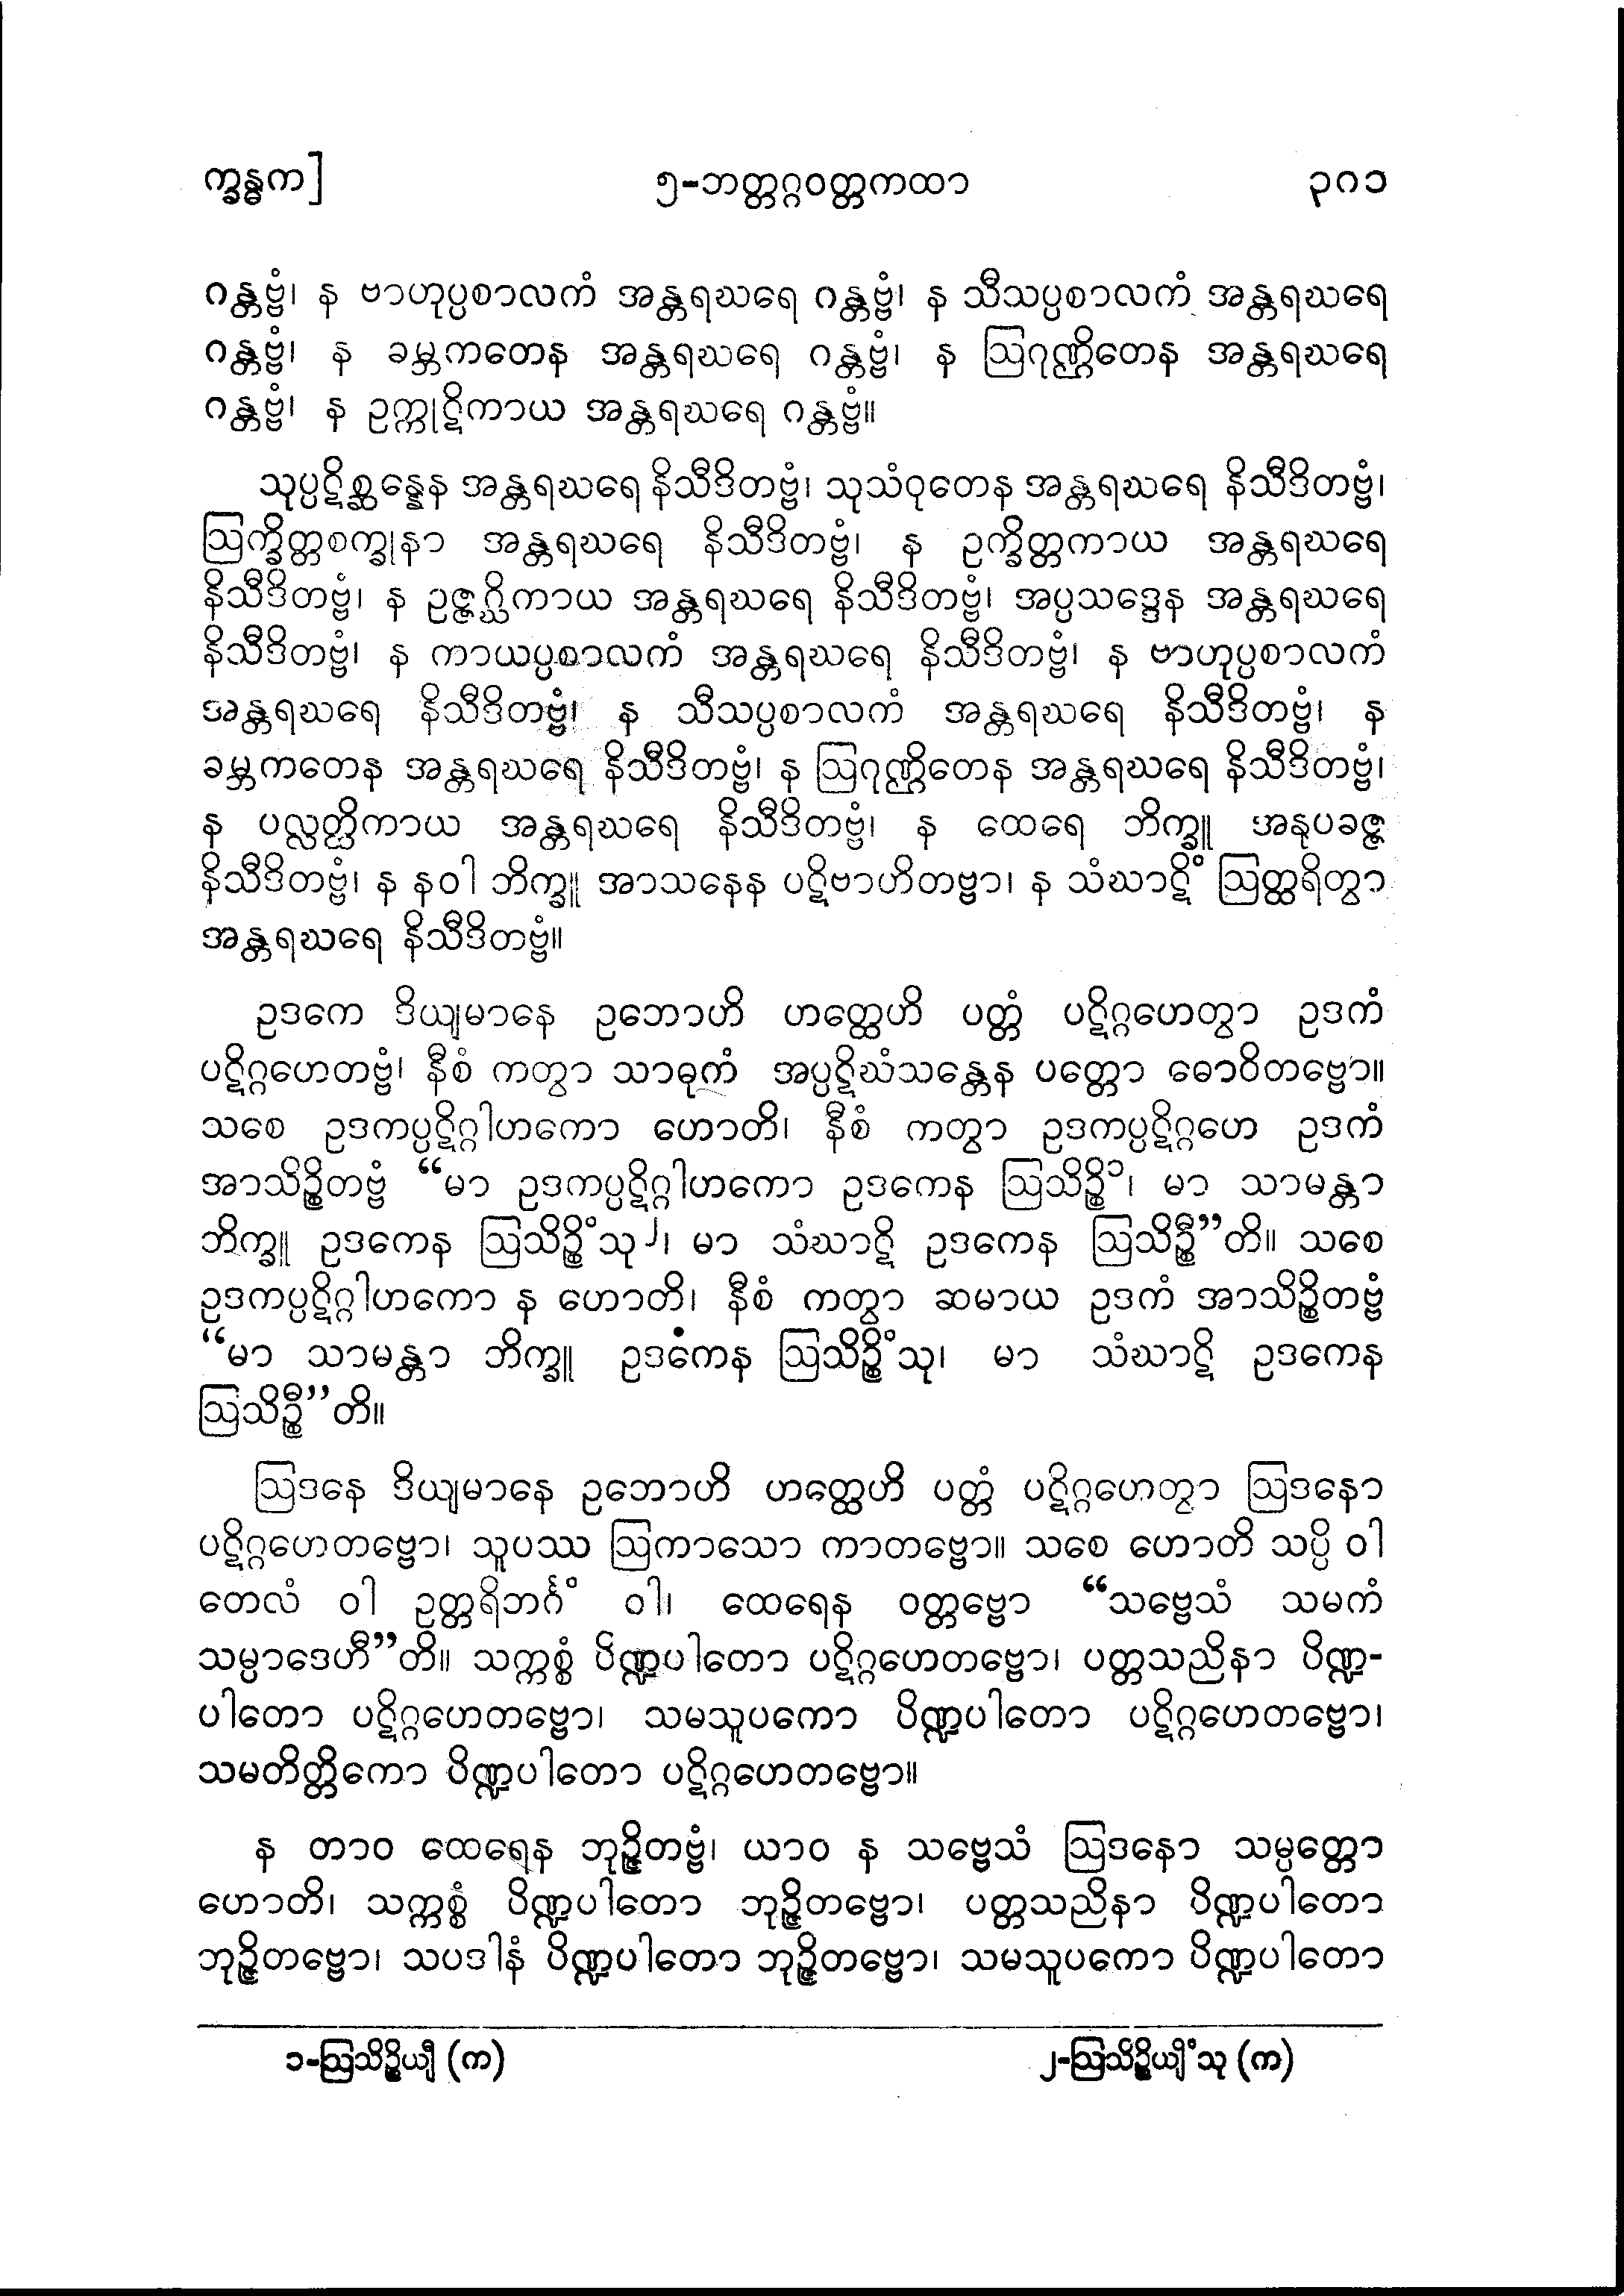 က္ခန္ဓက]
၅-ဘတ္တဂ္ဂဝတ္တကထာ
၃၈၁
ဂန္တဗ္ဗံ၊ န ဗာဟုပ္ပစာလကံ အန္တရဃရေ ဂန္တဗ္ဗံ၊ န သီသပ္ပစာလကံ အန္တရဃရေ
ဂန္တဗ္ဗံ၊ န ခမ္ဘကတေန အန္တရဃရေ ဂန္တဗ္ဗံ၊ န ဩဂုဏ္ဌိတေန အန္တရဃရေ
ဂန္တဗ္ဗံ၊ န ဥက္ကုဋိကာယ အန္တရဃရေ ဂန္တဗ္ဗံ။
သုပ္ပဋိစ္ဆန္နေန အန္တရဃရေ နိသီဒိတဗ္ဗံ၊ သုသံဝုတေန အန္တရဃရေ နိသီဒိတဗ္ဗံ၊
ဩက္ခိတ္တစက္ခုနာ အန္တရဃရေ နိသီဒိတဗ္ဗံ၊ န ဥက္ခိတ္တကာယ အန္တရဃရေ
နိသီဒိတဗ္ဗံ၊ န ဥဇ္ဇဂ္ဃိကာယ အန္တရဃရေ နိသီဒိတဗ္ဗံ၊ အပ္ပသဒ္ဒေန အန္တရဃရေ
နိသီဒိတဗ္ဗံ၊ န ကာယပ္ပစာလကံ အန္တရဃရေ နိသီဒိတဗ္ဗံ၊ န ဗာဟုပ္ပစာလကံ
အန္တရဃရေ နိသီဒိတဗ္ဗံ၊ န သီသပ္ပစာလကံ အန္တရဃရေ နိသီဒိတဗ္ဗံ၊ န
ခမ္ဘကတေန အန္တရဃရေ နိသီဒိတဗ္ဗံ၊ န ဩဂုဏ္ဌိတေန အန္တရဃရေ နိသီဒိတဗ္ဗံ၊
န ပလ္လတ္ထိကာယ အန္တရဃရေ နိသီဒိတဗ္ဗံ၊ န ထေရေ ဘိက္ခူ အနုပခဇ္ဇ
နိသီဒိတဗ္ဗံ၊ န နဝါ ဘိက္ခူ အာသနေန ပဋိဗာဟိတဗ္ဗာ၊ န သံဃာဋိံ ဩတ္ထရိတွာ
အန္တရဃရေ နိသီဒိတဗ္ဗံ။
ဥဒကေ ဒိယျမာနေ ဥဘောဟိ ဟတ္ထေဟိ ပတ္တံ ပဋိဂ္ဂဟေတွာ ဥဒကံ
ပဋိဂ္ဂဟေတဗ္ဗံ၊ နီစံ ကတွာ သာဓုကံ အပ္ပဋိဃံသန္တေန ပတ္တော ဓောဝိတဗ္ဗော။
သစေ ဥဒကပ္ပဋိဂ္ဂါဟကော ဟောတိ၊ နီစံ ကတွာ ဥဒကပ္ပဋိဂ္ဂဟေ ဥဒကံ
အာသိဉ္စိတဗ္ဗံ “မာ ဥဒကပ္ပဋိဂ္ဂါဟကော ဥဒကေန ဩသိဉ္စိ၁၊ မာ သာမန္တာ
ဘိက္ခူ ဥဒကေန ဩသိဉ္စိံသု၂၊ မာ သံဃာဋိ ဥဒကေန ဩသိဉ္စီ”တိ။ သစေ
ဥဒကပ္ပဋိဂ္ဂါဟကော န ဟောတိ၊ နီစံ ကတွာ ဆမာယ ဥဒကံ အာသိဉ္စိတဗ္ဗံ
“မာ သာမန္တာ ဘိက္ခူ ဥဒကေန ဩသိဉ္စိံသု၊ မာ သံဃာဋိ ဥဒကေန
ဩသိဉ္စီ”တိ။
ဩဒနေ ဒိယျမာနေ ဥဘောဟိ ဟတ္ထေဟိ ပတ္တံ ပဋိဂ္ဂဟေတွာ ဩဒနော
ပဋိဂ္ဂဟေတဗ္ဗော၊ သူပဿ ဩကာသော ကာတဗ္ဗော။ သစေ ဟောတိ သပ္ပိ ဝါ
တေလံ ဝါ ဥတ္တရိဘင်္ဂံ ဝါ၊ ထေရေန ဝတ္တဗ္ဗော “သဗ္ဗေသံ သမကံ
သမ္ပာဒေဟီ”တိ။ သက္ကစ္စံ ပိဏ္ဍပါတော ပဋိဂ္ဂဟေတဗ္ဗော၊ ပတ္တသညိနာ ပိဏ္ဍ-
ပါတော ပဋိဂ္ဂဟေတဗ္ဗော၊ သမသူပကော ပိဏ္ဍပါတော ပဋိဂ္ဂဟေတဗ္ဗော၊
သမတိတ္တိကော ပိဏ္ဍပါတော ပဋိဂ္ဂဟေတဗ္ဗော။
န တာဝ ထေရေန ဘုဉ္ဇိတဗ္ဗံ၊ ယာဝ န သဗ္ဗေသံ ဩဒနော သမ္ပတ္တော
ဟောတိ၊ သက္ကစ္စံ ပိဏ္ဍပါတော ဘုဉ္ဇိတဗ္ဗော၊ ပတ္တသညိနာ ပိဏ္ဍပါတော
ဘုဉ္ဇိတဗ္ဗော၊ သပဒါနံ ပိဏ္ဍပါတော ဘုဉ္ဇိတဗ္ဗော၊ သမသူပကော ပိဏ္ဍပါတော
၁-ဩသိဉ္စိယျီ (က)
၂-ဩသိဉ္စိယျိံသု (က)